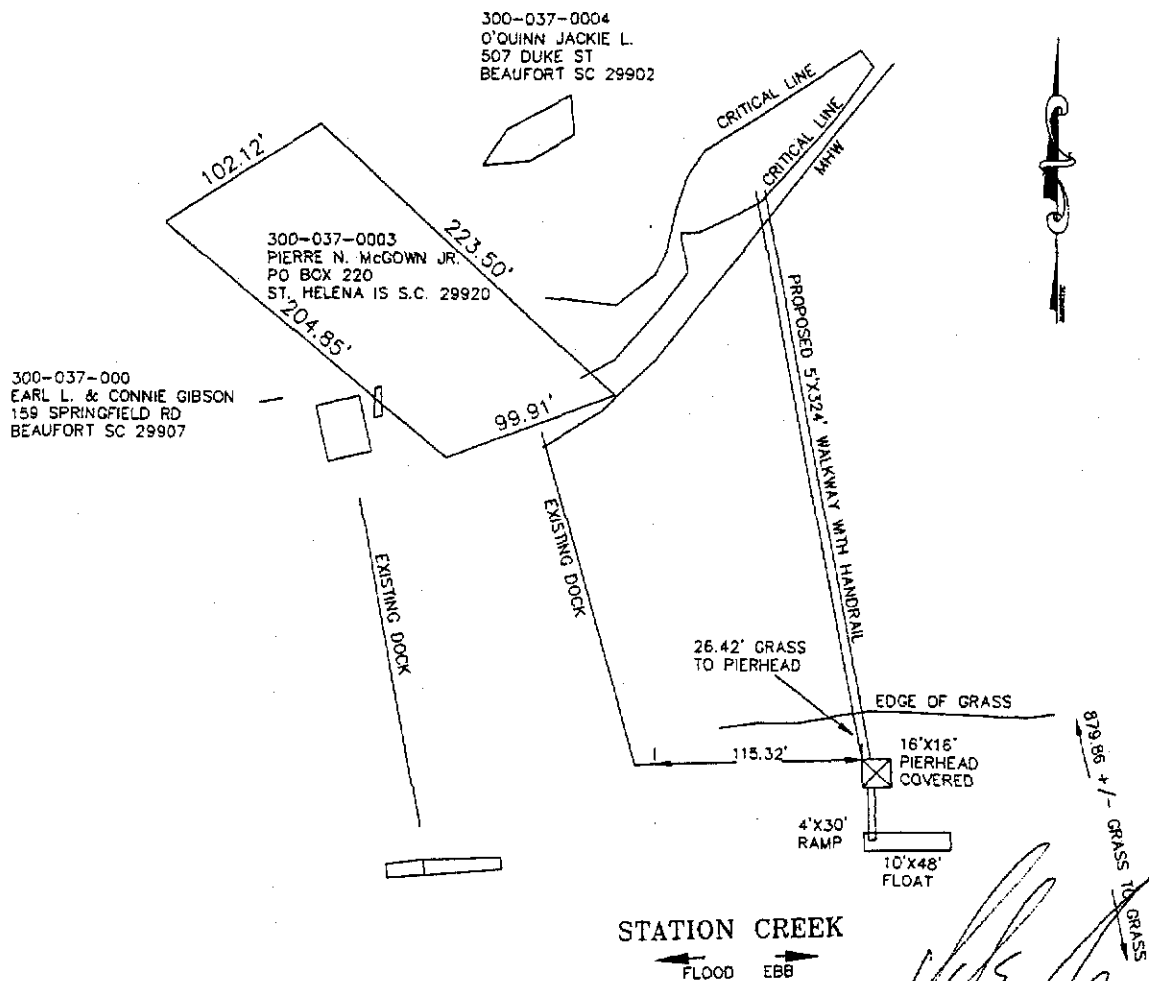 300-037-0004
O'QUINN JACKIE L.
507 DUKE ST
BEAUFORT SC 29902
CRITICAL LINE
CRITICAL LINE
MHW
102.12'
223.50'
300-037-0003
PIERRE N. McGOWN JR.
PO BOX 220
ST. HELENA IS S.C. 29920
204.85'
300-037-000
EARL L. & CONNIE GIBSON
159 SPRINGFIELD RD
BEAUFORT SC 29907
99.91'
PROPOSED 5'X324' WALKWAY WITH HANDRAIL
EXISTING DOCK
EXISTING DOCK
26.42' GRASS
TO PIERHEAD
EDGE OF GRASS
115.32'
16'X16'
PIERHEAD
COVERED
879.86 +/- GRASS TO GRASS
4'X30'
RAMP
10'X48'
FLOAT
STATION CREEK
FLOOD EBB